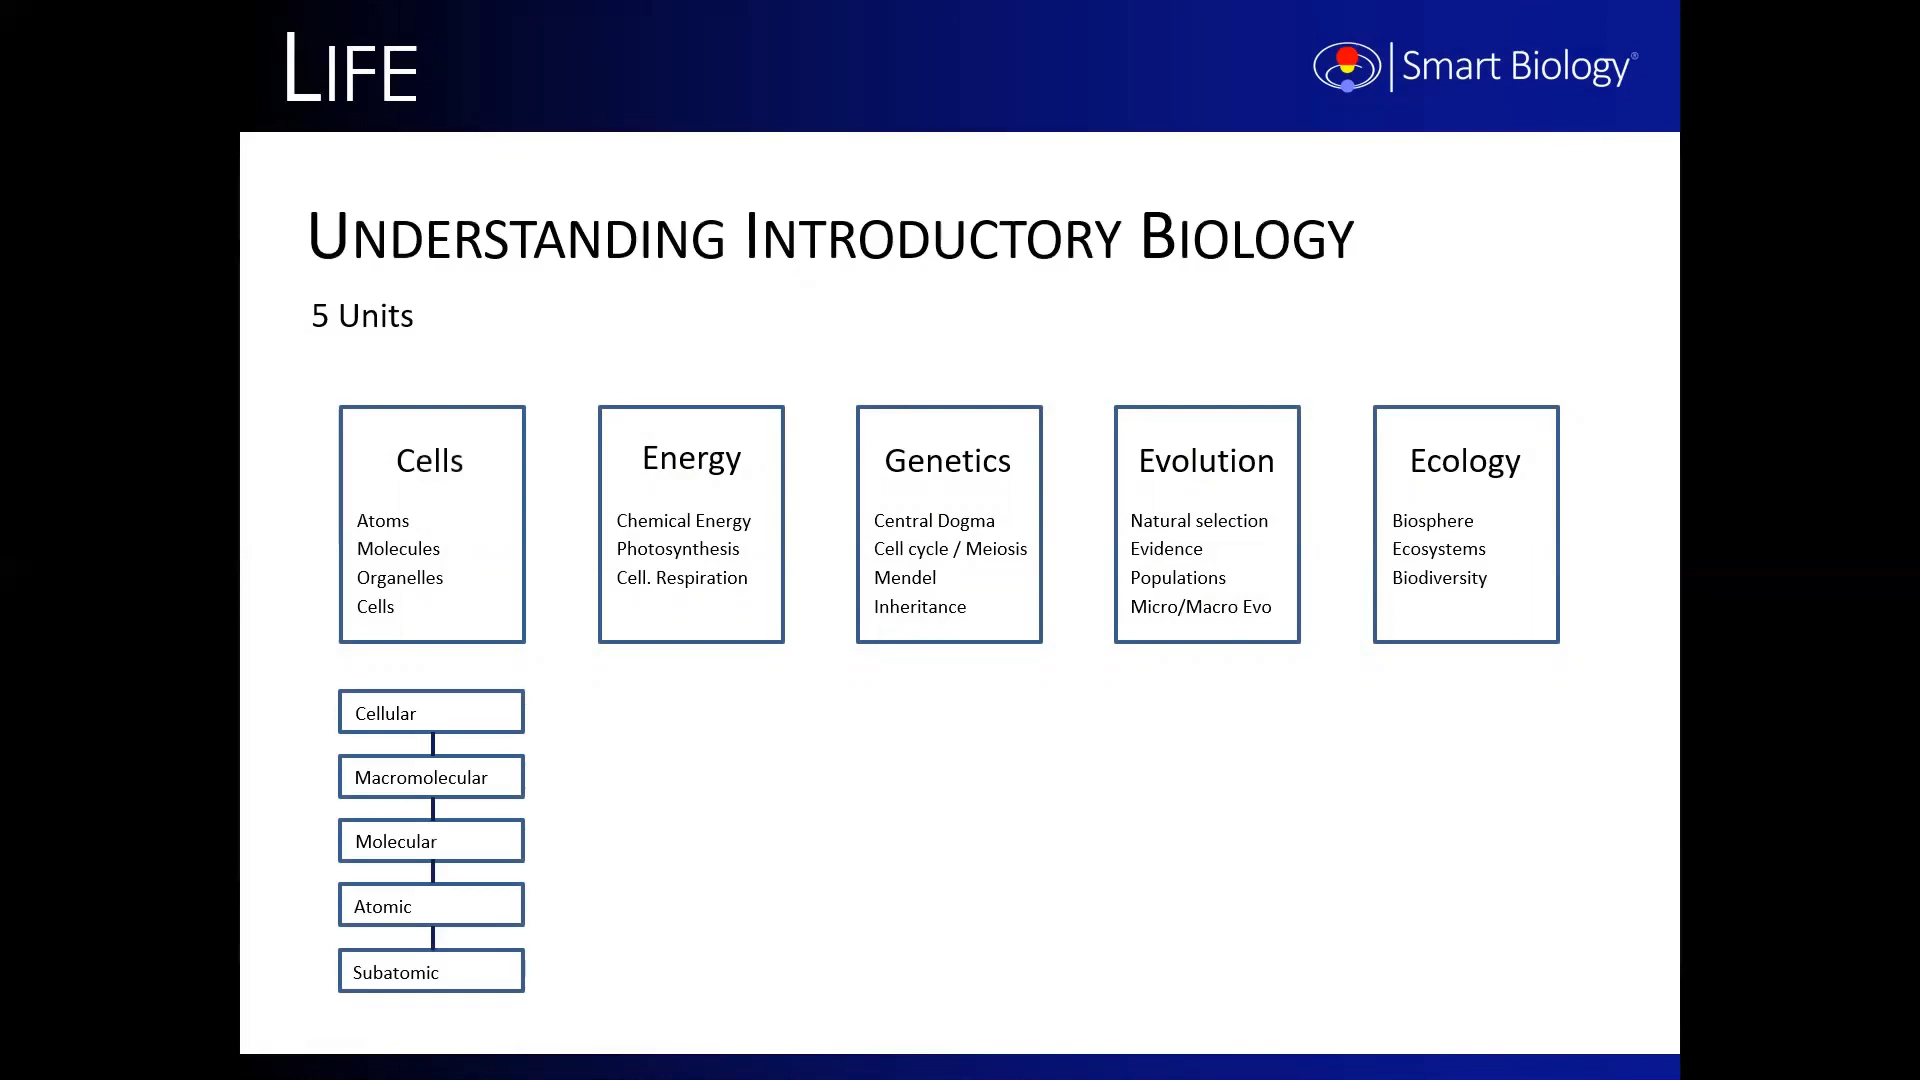 LIFE
Smart Biology®
UNDERSTANDING INTRODUCTORY BIOLOGY
5 Units
Cells
Atoms
Molecules
Organelles
Cells
Energy
Chemical Energy
Photosynthesis
Cell. Respiration
Genetics
Central Dogma
Cell cycle / Meiosis
Mendel
Inheritance
Evolution
Natural selection
Evidence
Populations
Micro/Macro Evo
Ecology
Biosphere
Ecosystems
Biodiversity
Cellular
Macromolecular
Molecular
Atomic
Subatomic